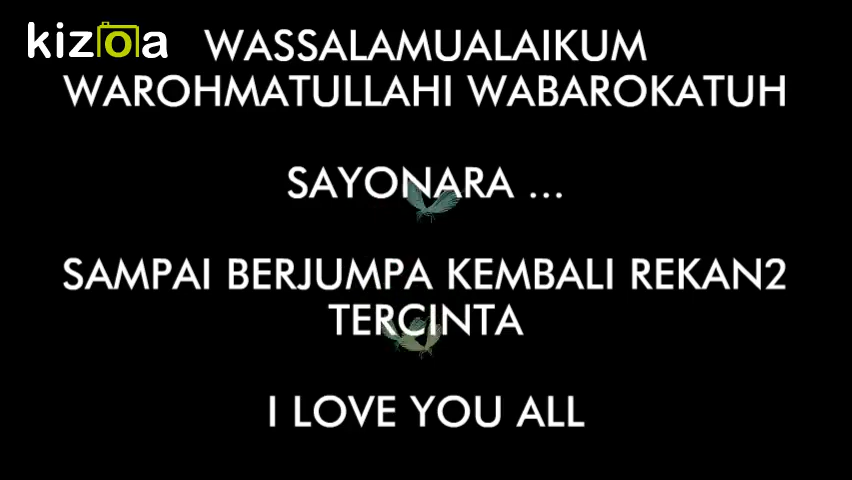 kizoa
WASSALAMUALAIKUM
WAROHMATULLAHI WABAROKATUH
SAYONARA ...
SAMPAI BERJUMPA KEMBALI REKAN2
TERCINTA
I LOVE YOU ALL